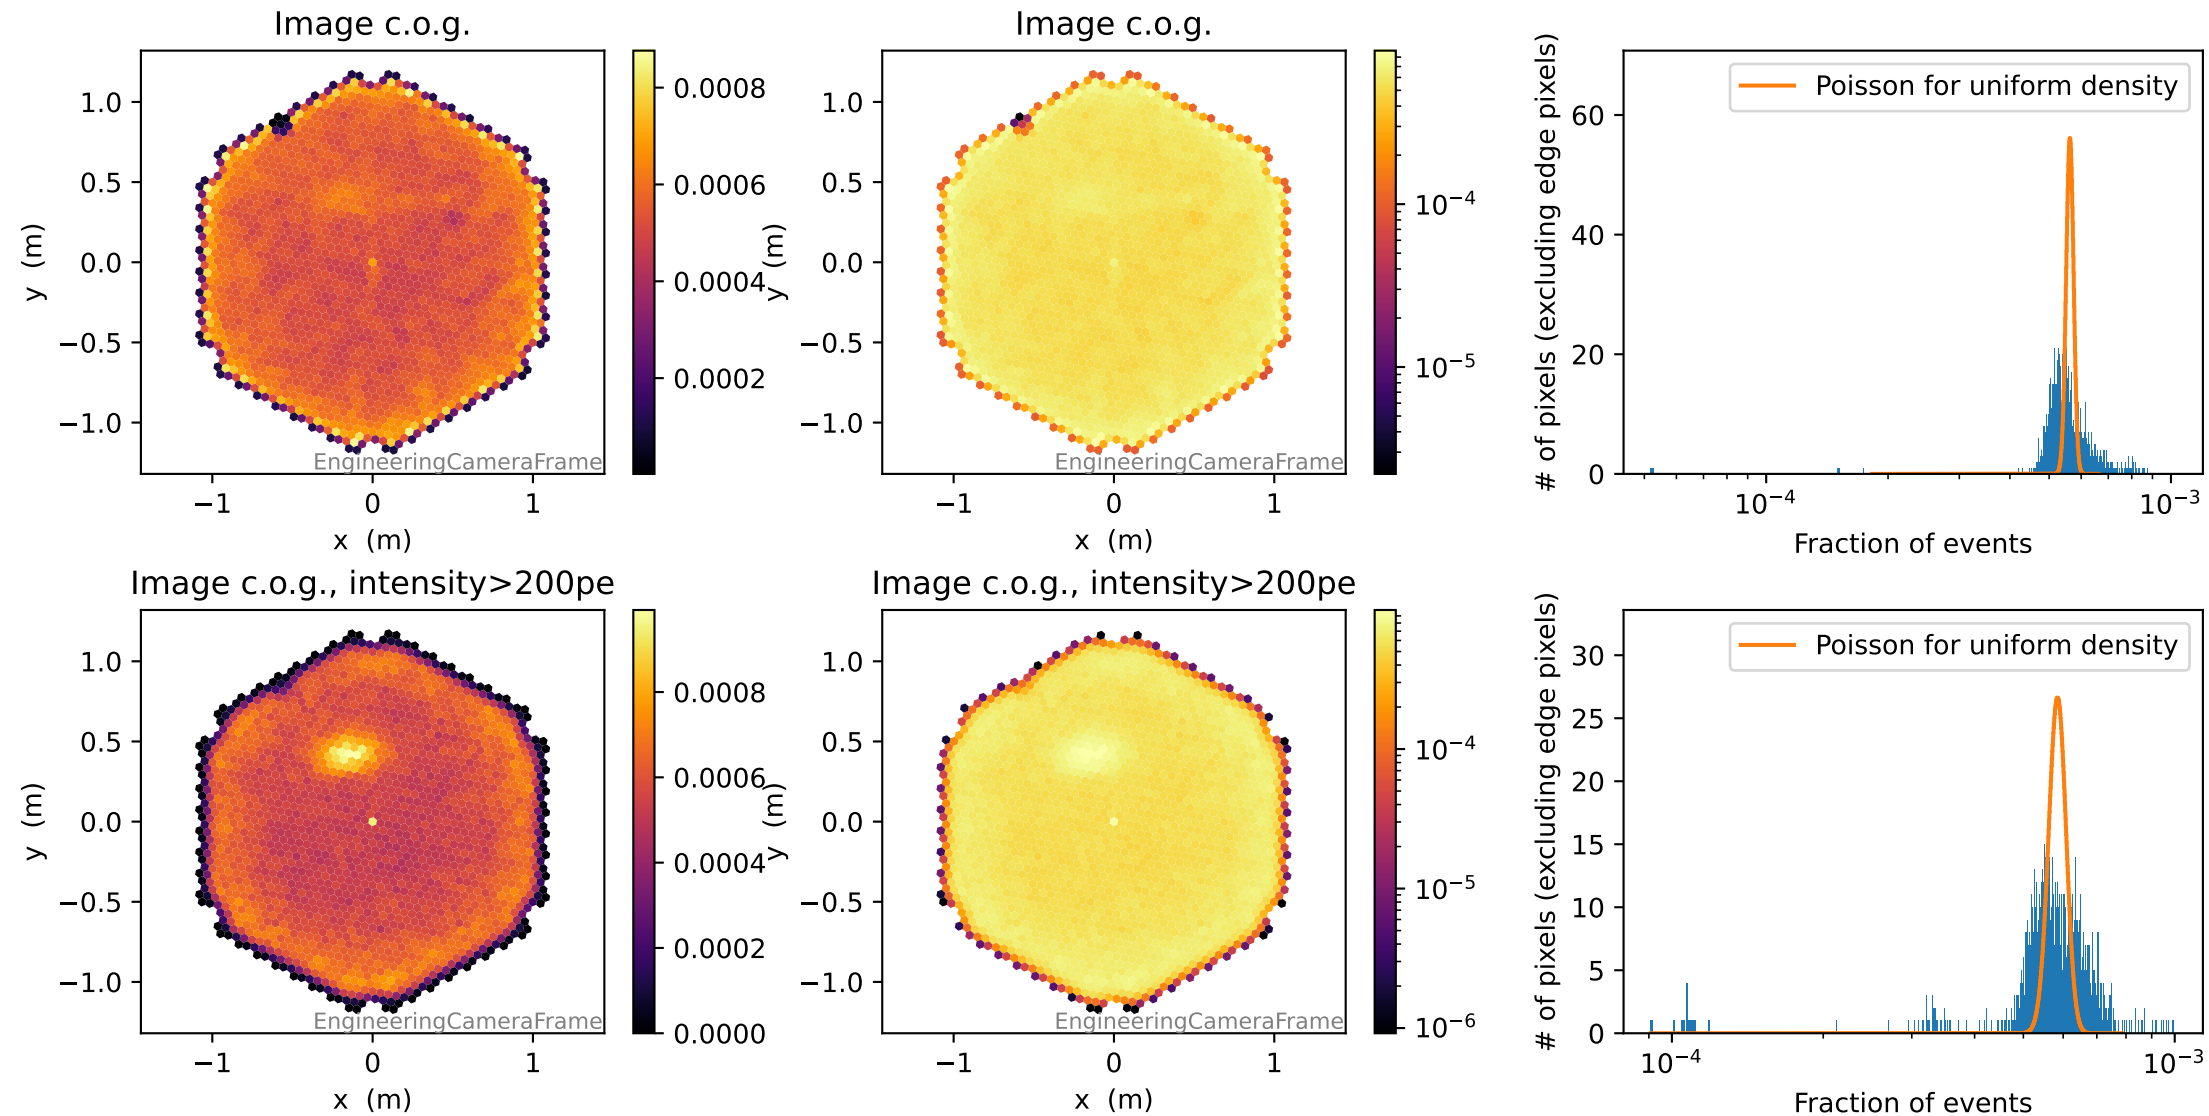 Image c.o.g.
1.0
0.5
0.0
−0.5
−1.0
y (m)
−1
0
1
x (m)
EngineeringCameraFrame
0.0008
0.0006
0.0004
0.0002
Image c.o.g.
1.0
0.5
0.0
−0.5
−1.0
y (m)
−1
0
1
x (m)
EngineeringCameraFrame
10⁻⁴
10⁻⁵
# of pixels (excluding edge pixels)
60
40
20
0
Poisson for uniform density
10⁻⁴
10⁻³
Fraction of events
Image c.o.g., intensity>200pe
1.0
0.5
0.0
−0.5
−1.0
y (m)
−1
0
1
x (m)
EngineeringCameraFrame
0.0008
0.0006
0.0004
0.0002
0.0000
Image c.o.g., intensity>200pe
1.0
0.5
0.0
−0.5
−1.0
y (m)
−1
0
1
x (m)
EngineeringCameraFrame
10⁻⁴
10⁻⁵
10⁻⁶
# of pixels (excluding edge pixels)
30
25
20
15
10
5
0
Poisson for uniform density
10⁻⁴
10⁻³
Fraction of events